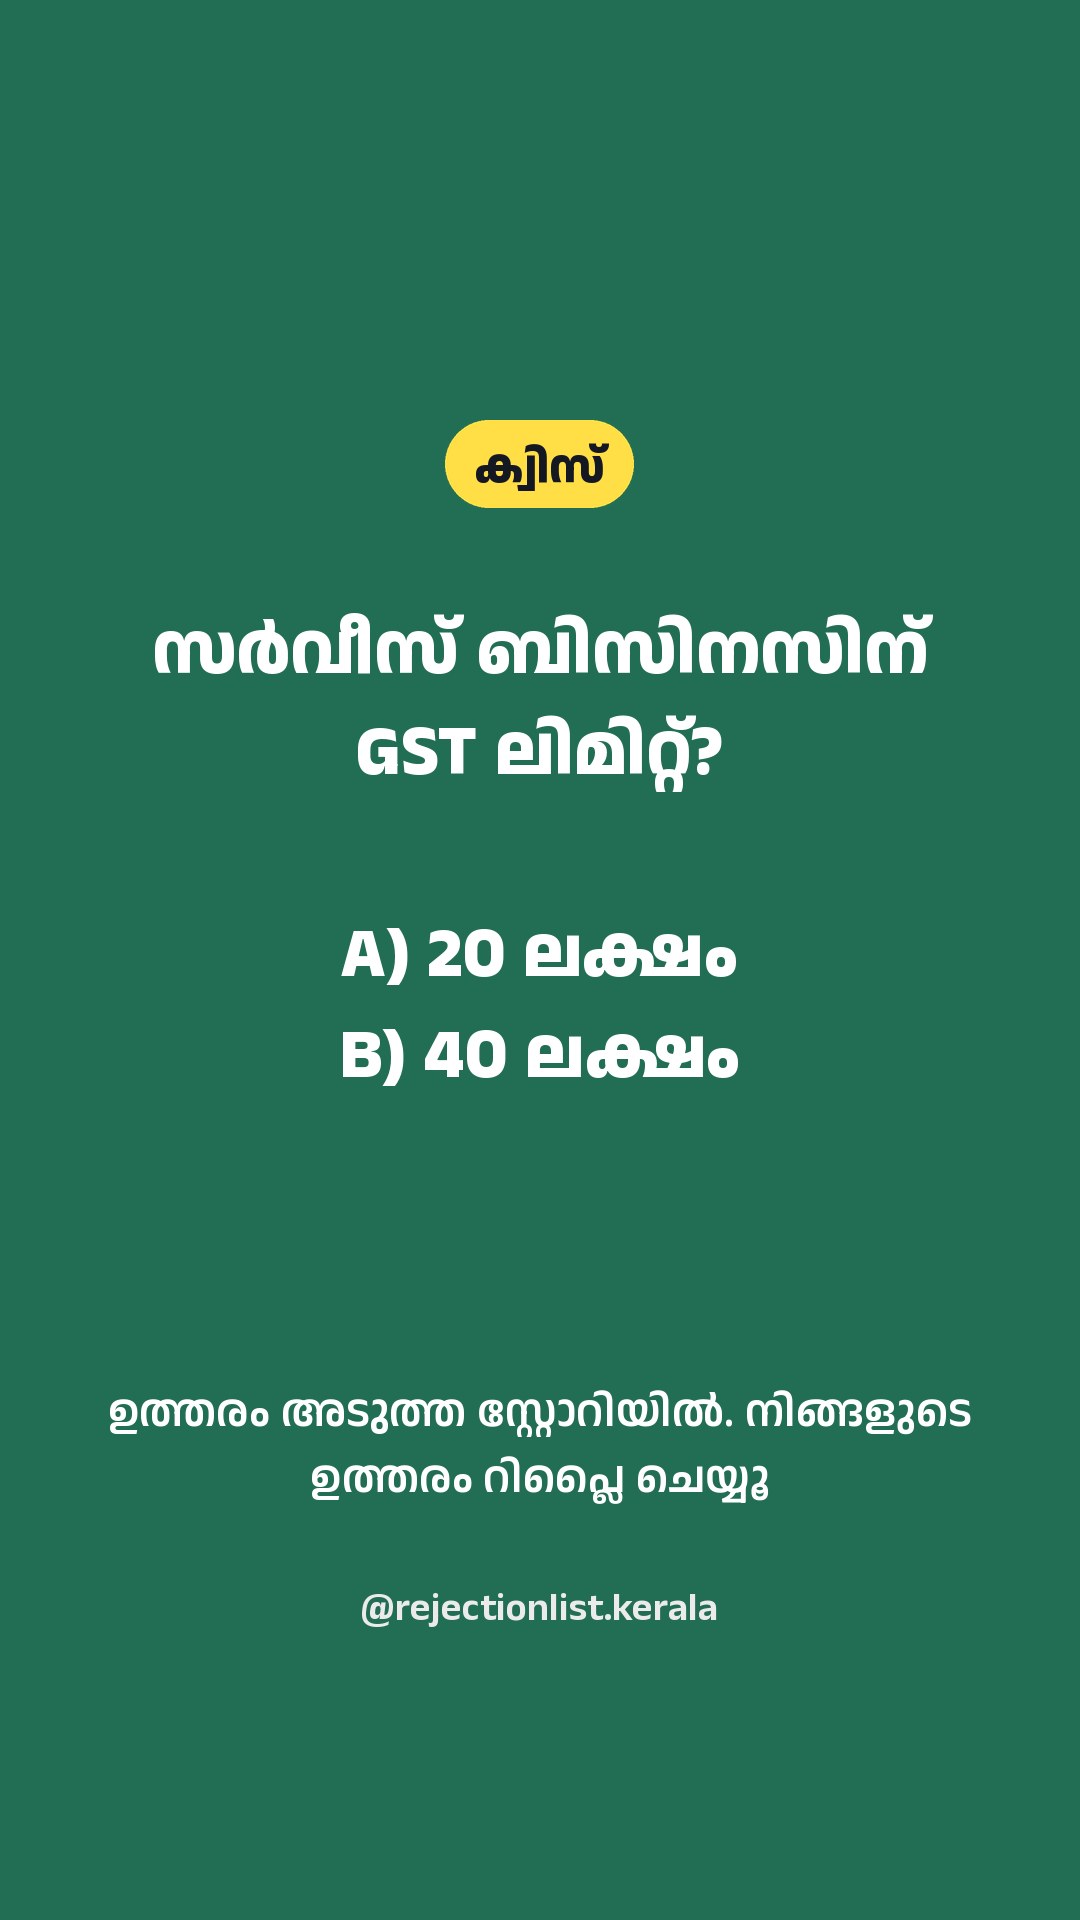 ക്വിസ്
സർവീസ് ബിസിനസിന്
GST ലിമിറ്റ്?
A) 20 ലക്ഷം
B) 40 ലക്ഷം
ഉത്തരം അടുത്ത സ്റ്റോറിയിൽ. നിങ്ങളുടെ
ഉത്തരം റിപ്ലൈ ചെയ്യൂ
@rejectionlist.kerala